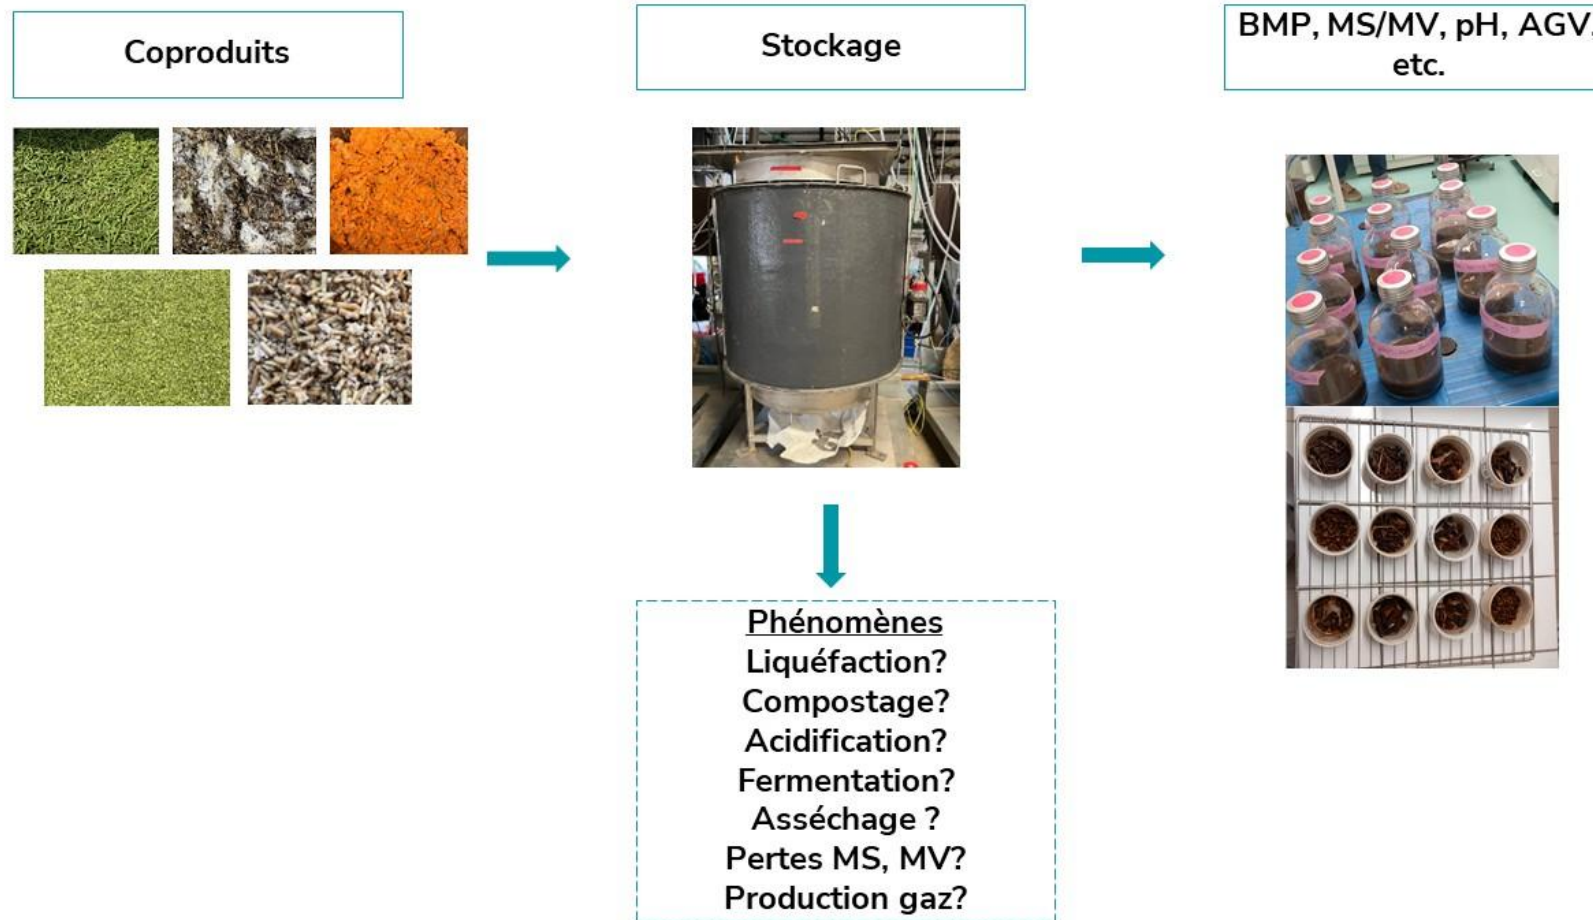 Coproduits
Stockage
BMP, MS/MV, pH, AGV,
etc.
Phénomènes
Liquéfaction?
Compostage?
Acidification?
Fermentation?
Asséchage ?
Pertes MS, MV?
Production gaz?